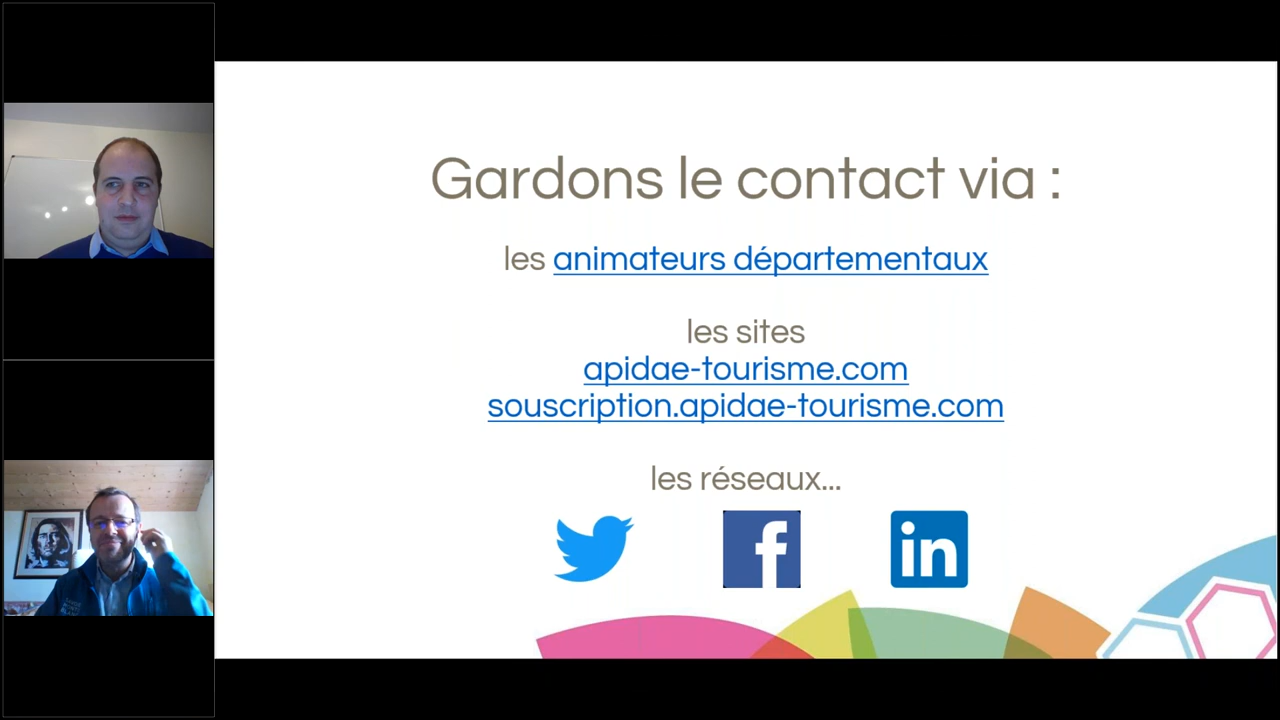 Gardons le contact via :
les animateurs départementaux
les sites
apidae-tourisme.com
souscription.apidae-tourisme.com
les réseaux...